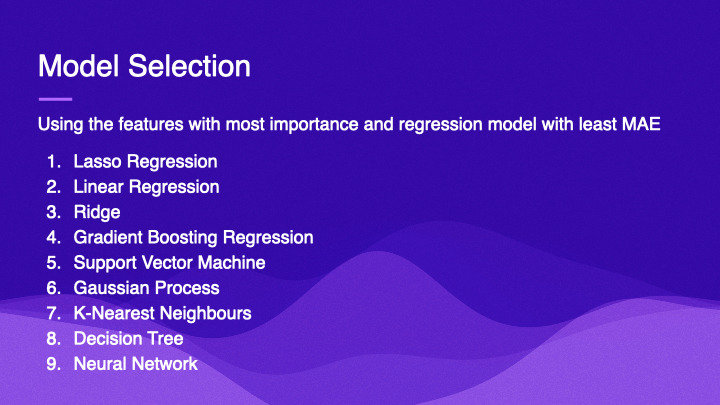 Model Selection
Using the features with most importance and regression model with least MAE
1. Lasso Regression
2. Linear Regression
3. Ridge
4. Gradient Boosting Regression
5. Support Vector Machine
6. Gaussian Process
7. K-Nearest Neighbours
8. Decision Tree
9. Neural Network